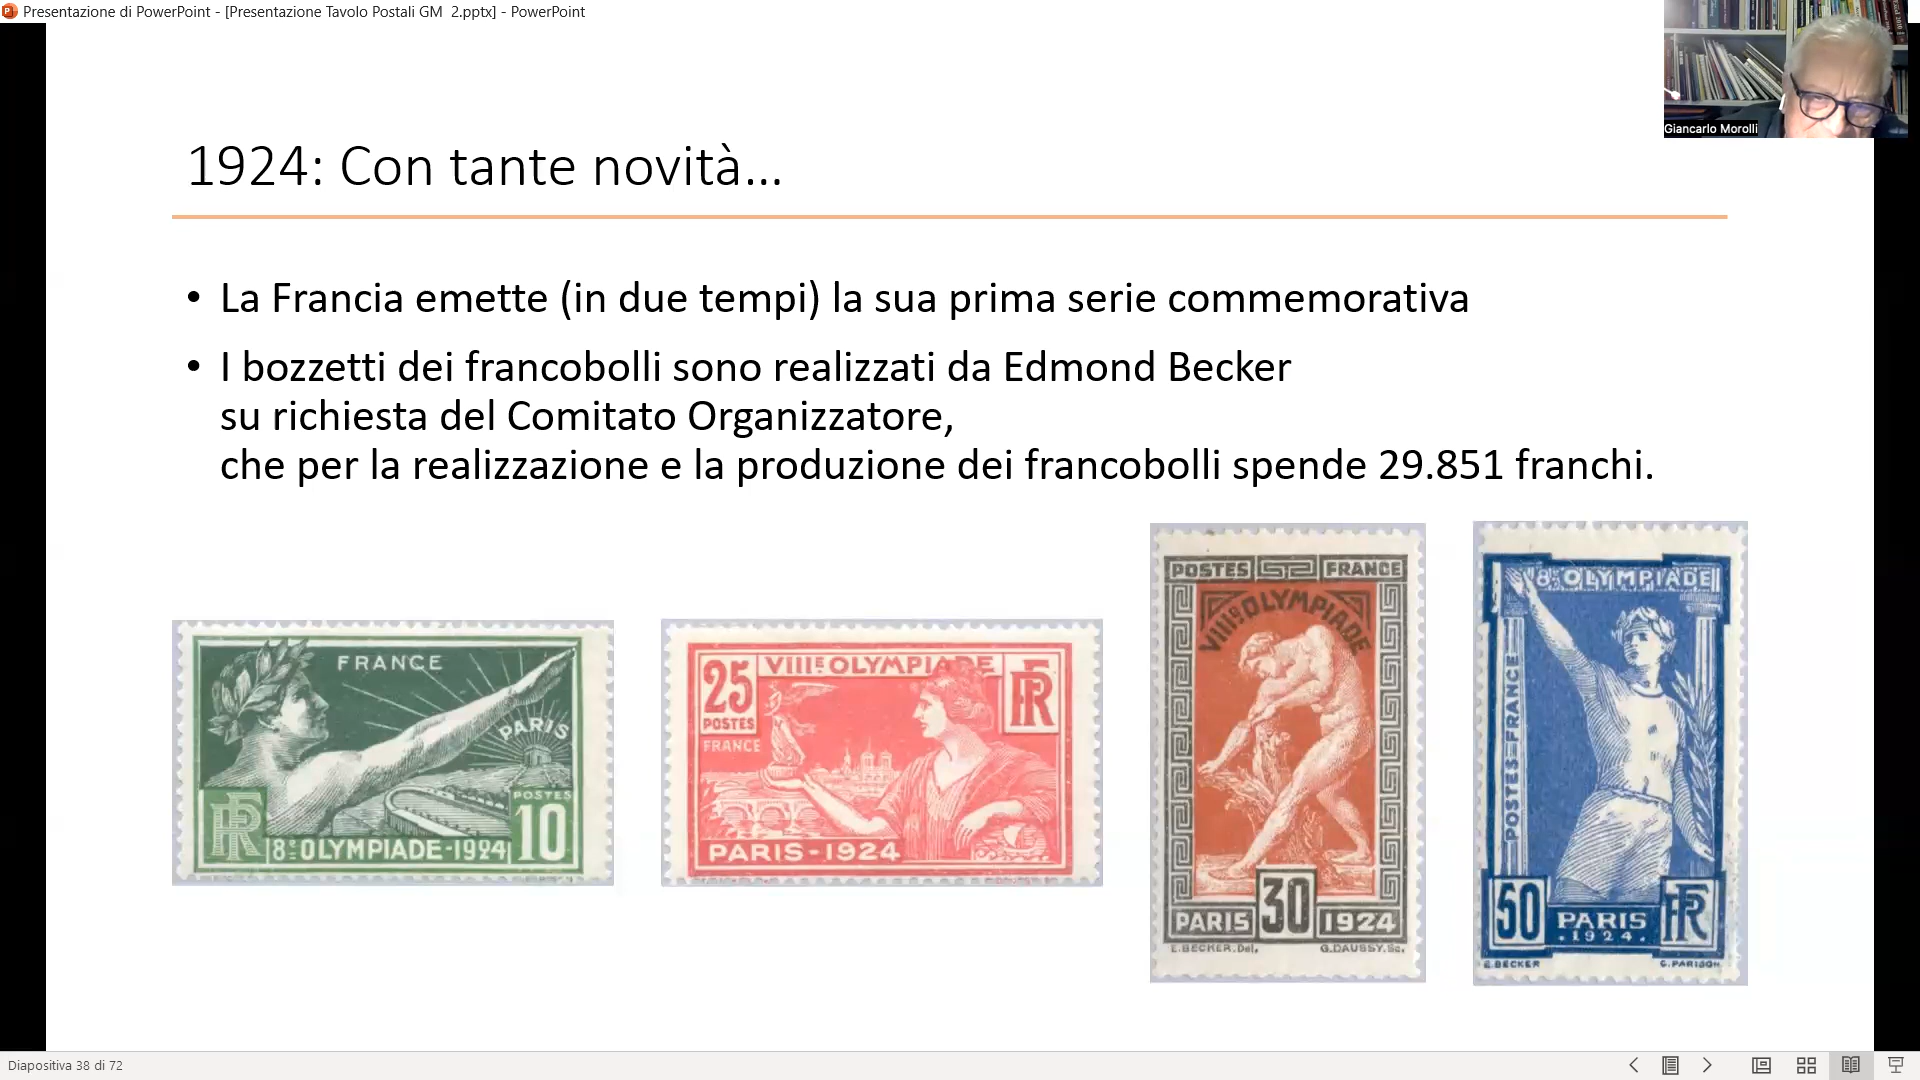 Presentazione di PowerPoint - [Presentazione Tavolo Postali GM 2.pptx] - PowerPoint
Giancarlo Morolli
1924: Con tante novità...
• La Francia emette (in due tempi) la sua prima serie commemorativa
• I bozzetti dei francobolli sono realizzati da Edmond Becker
su richiesta del Comitato Organizzatore,
che per la realizzazione e la produzione dei francobolli spende 29.851 franchi.
FRANCE
PARIS
POSTES
RF
10
8e OLYMPIADE-1924
25
VIIIE OLYMPIADE
RF
POSTES
FRANCE
PARIS-1924
POSTES FRANCE
VIIIe OLYMPIADE
30
PARIS 1924
E.BECKER.Del. G.DAUSSY.Sc.
8e OLYMPIADE
POSTES=FRANCE
50 PARIS RF
.1924.
E.BECKER G.PARISON
Diapositiva 38 di 72